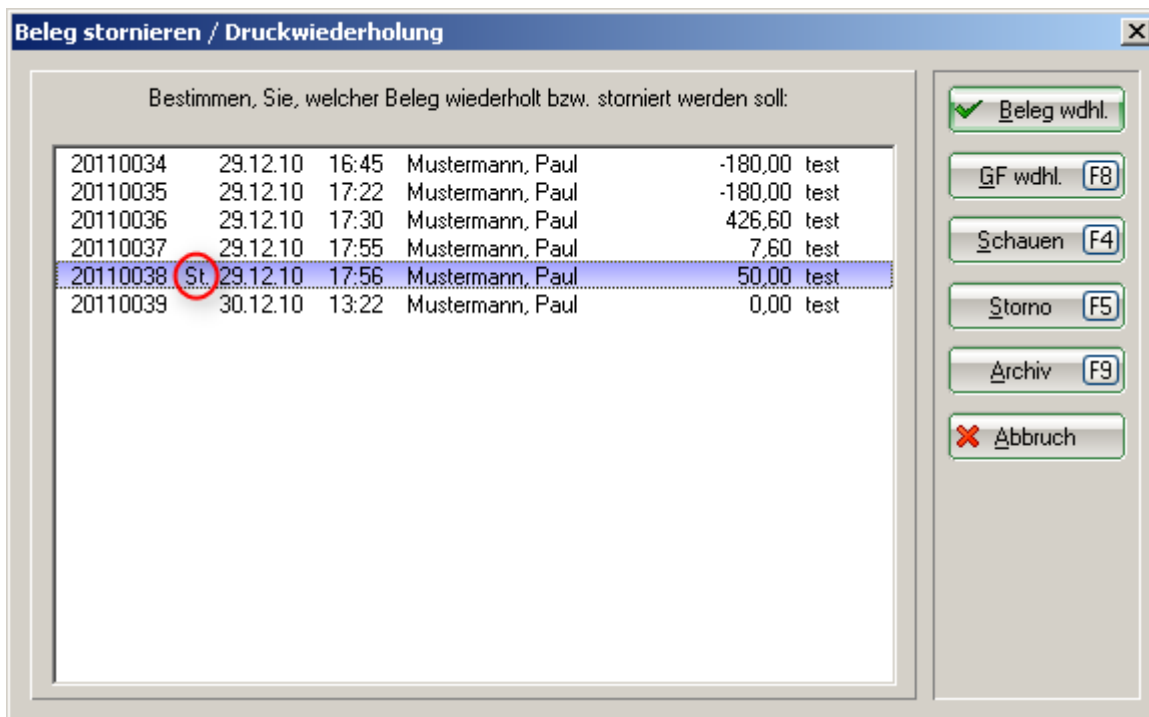 Beleg stornieren / Druckwiederholung
Bestimmen, Sie, welcher Beleg wiederholt bzw. storniert werden soll:
20110034 29.12.10 16:45 Mustermann, Paul -180,00 test
20110035 29.12.10 17:22 Mustermann, Paul -180,00 test
20110036 29.12.10 17:30 Mustermann, Paul 426,60 test
20110037 29.12.10 17:55 Mustermann, Paul 7,60 test
20110038 St. 29.12.10 17:56 Mustermann, Paul 50,00 test
20110039 30.12.10 13:22 Mustermann, Paul 0,00 test
Beleg wdhl.
GF wdhl. F8
Schauen F4
Storno F5
Archiv F9
Abbruch